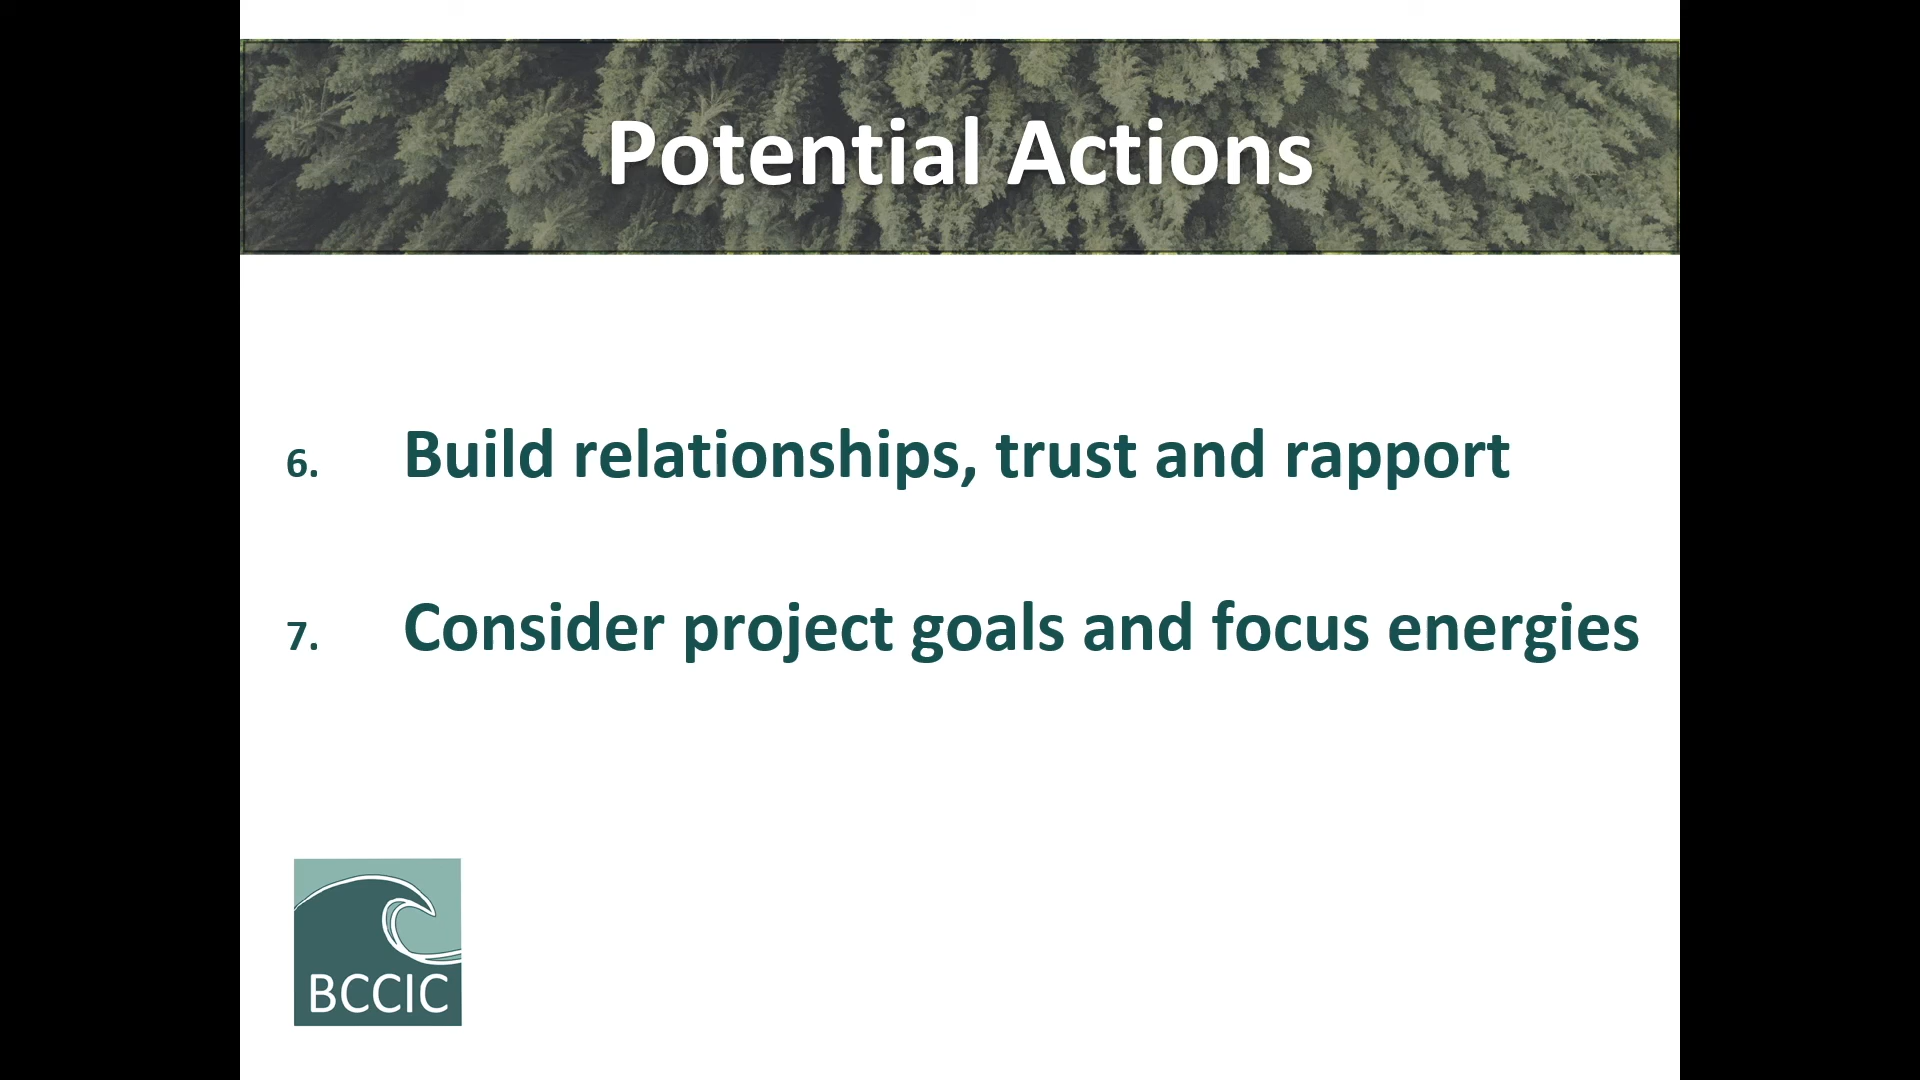 Potential Actions
6. Build relationships, trust and rapport
7. Consider project goals and focus energies
BCCIC